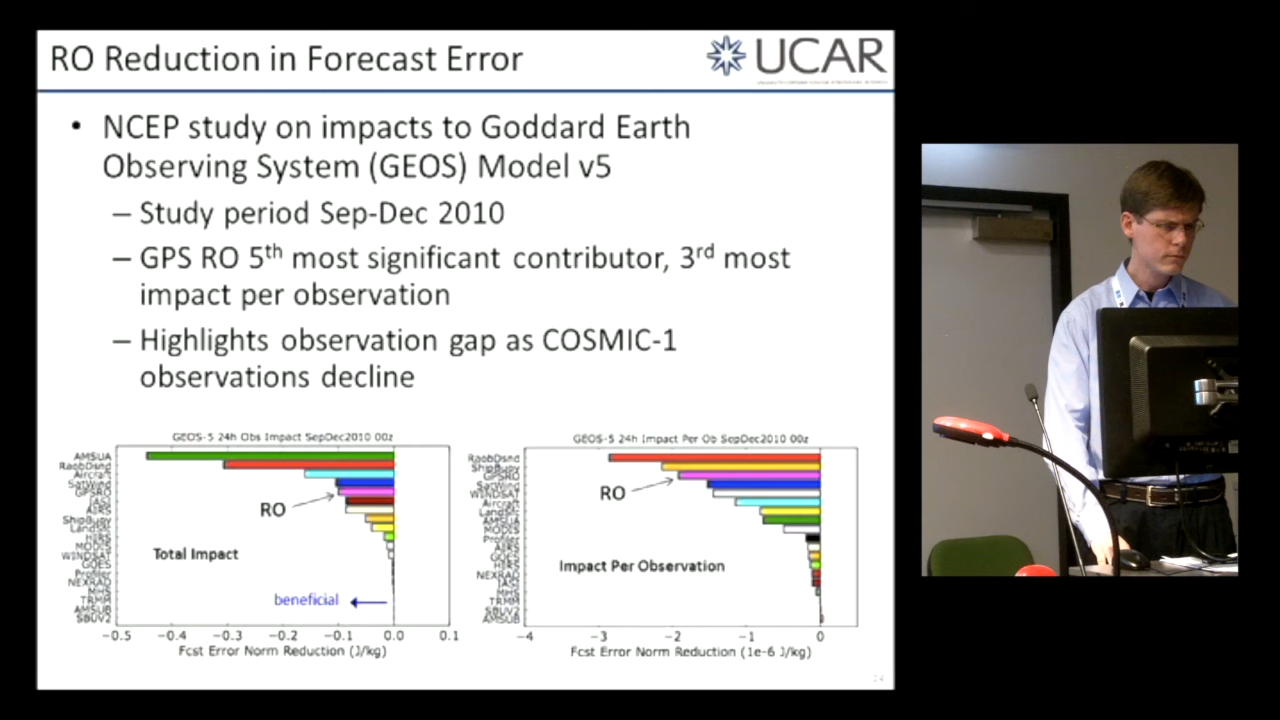 RO Reduction in Forecast Error
UCAR
• NCEP study on impacts to Goddard Earth
Observing System (GEOS) Model v5
– Study period Sep-Dec 2010
– GPS RO 5th most significant contributor, 3rd most
impact per observation
– Highlights observation gap as COSMIC-1
observations decline
GEOS-5 24h Obs Impact SepDec2010 00z
AMSUA
RaobDsnd
Aircraft
SatWind
GPSRO
IASI
AIRS
ShipBuoy
LandSfc
HIRS
MODIS
WINDSAT
GOES
Profiler
NEXRAD
MHS
TRMM
AMSUB
SBUV2
RO
Total Impact
beneficial
−0.5 −0.4 −0.3 −0.2 −0.1 0.0 0.1
Fcst Error Norm Reduction (J/kg)
GEOS-5 24h Impact Per Ob SepDec2010 00z
RaobDsnd
ShipBuoy
GPSRO
SatWind
WINDSAT
Aircraft
LandSfc
AMSUA
MODIS
Profiler
AIRS
GOES
HIRS
NEXRAD
IASI
MHS
TRMM
SBUV2
AMSUB
RO
Impact Per Observation
−4 −3 −2 −1 0
Fcst Error Norm Reduction (1e-6 J/kg)